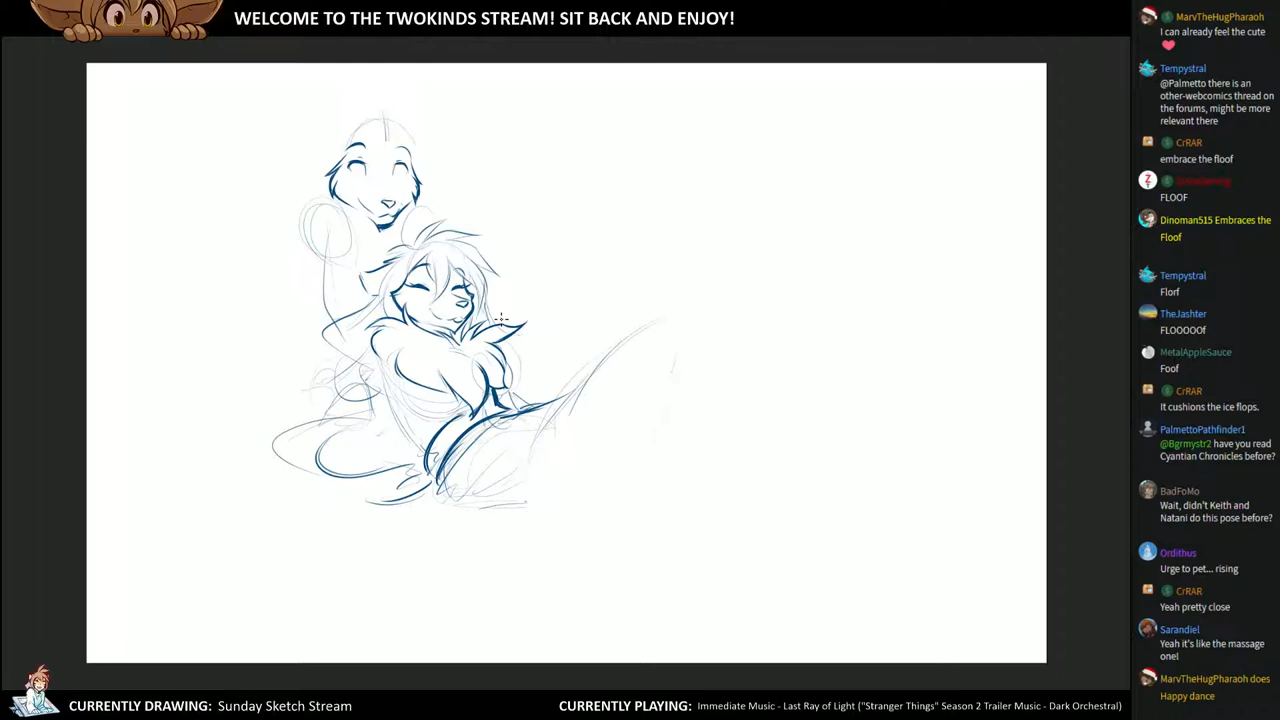 WELCOME TO THE TWOKINDS STREAM! SIT BACK AND ENJOY!
MarvTheHugPharaoh
I can already feel the cute
Tempystral
@Palmetto there is an
other-webcomics thread on
the forums, might be more
relevant there
CrRAR
embrace the floof
FLOOF
Dinoman515 Embraces the
Floof
Tempystral
Florf
TheJashter
FLOOOOOf
MetalAppleSauce
Foof
CrRAR
It cushions the ice flops.
PalmettoPathfinder1
@Bgrmystr2 have you read
Cyantian Chronicles before?
BadFoMo
Wait, didn't Keith and
Natani do this pose before?
Ordithus
Urge to pet... rising
CrRAR
Yeah pretty close
Sarandiel
Yeah it's like the massage
one!
MarvTheHugPharaoh does
Happy dance
CURRENTLY DRAWING: Sunday Sketch Stream
CURRENTLY PLAYING: Immediate Music - Last Ray of Light ("Stranger Things" Season 2 Trailer Music - Dark Orchestral)